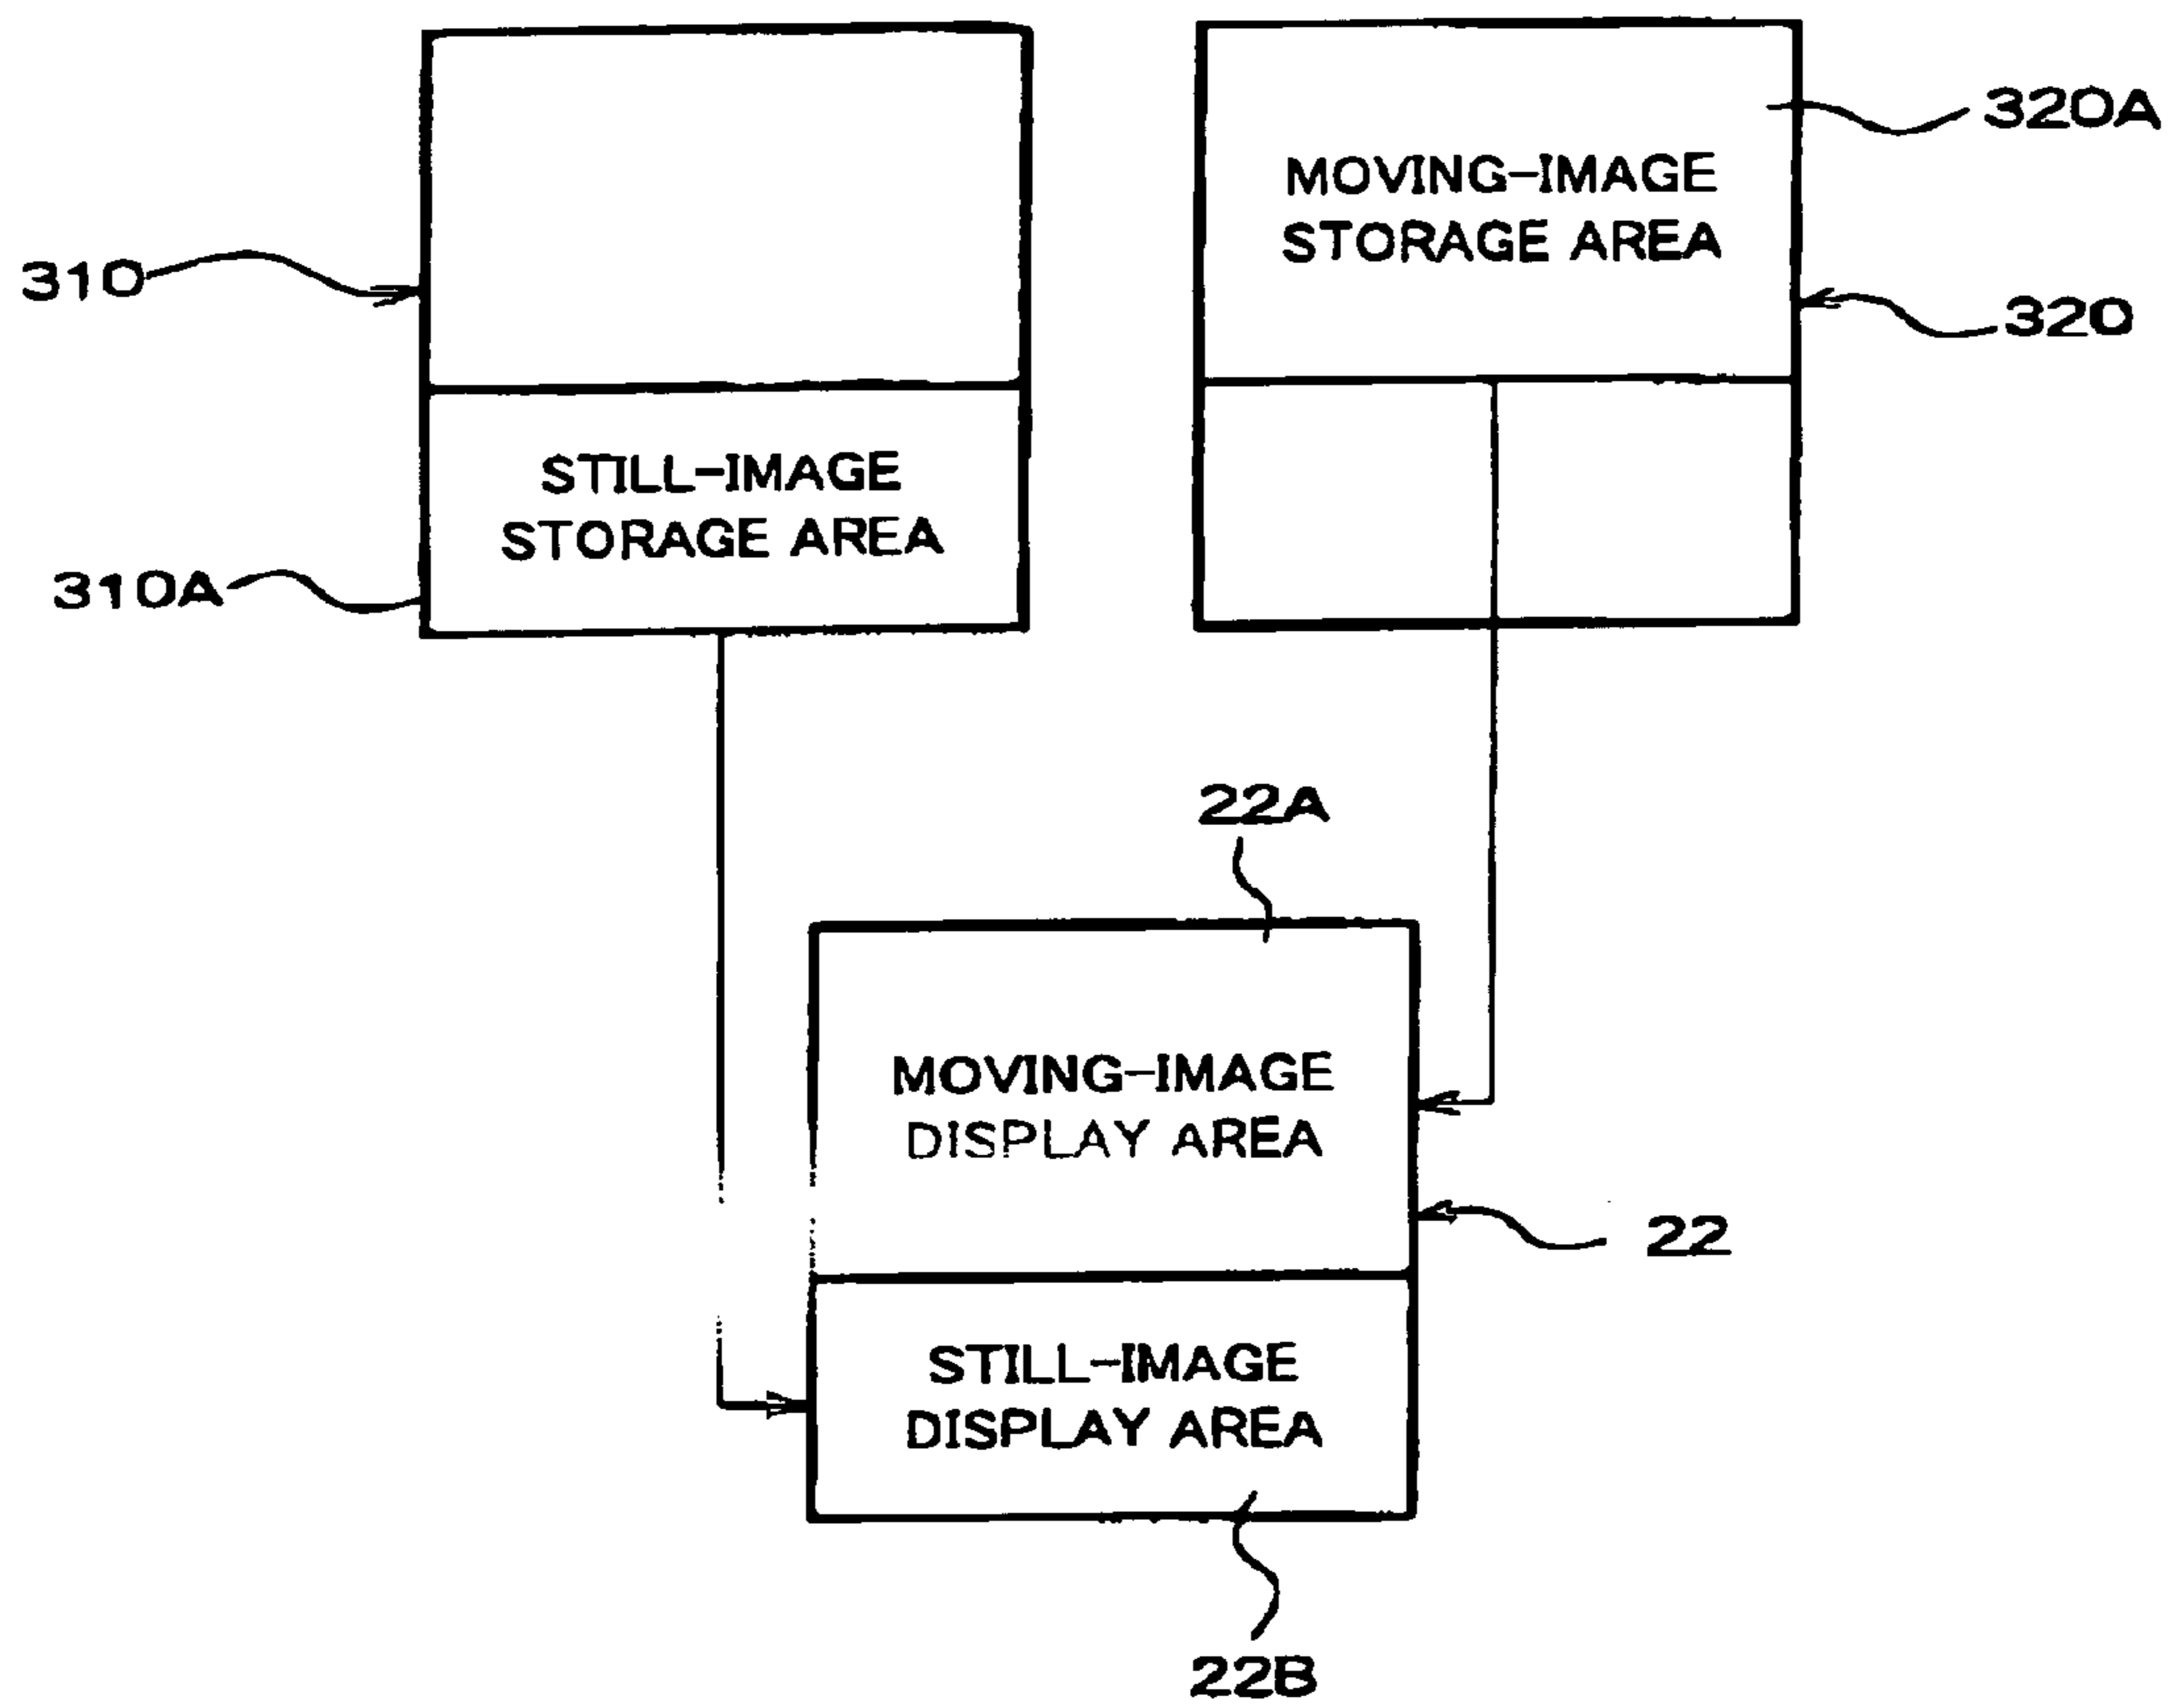 320A
MOVING-IMAGE
STORAGE AREA
310
320
STILL-IMAGE
STORAGE AREA
310A
22A
MOVING-IMAGE
DISPLAY AREA
22
STILL-IMAGE
DISPLAY AREA
22B